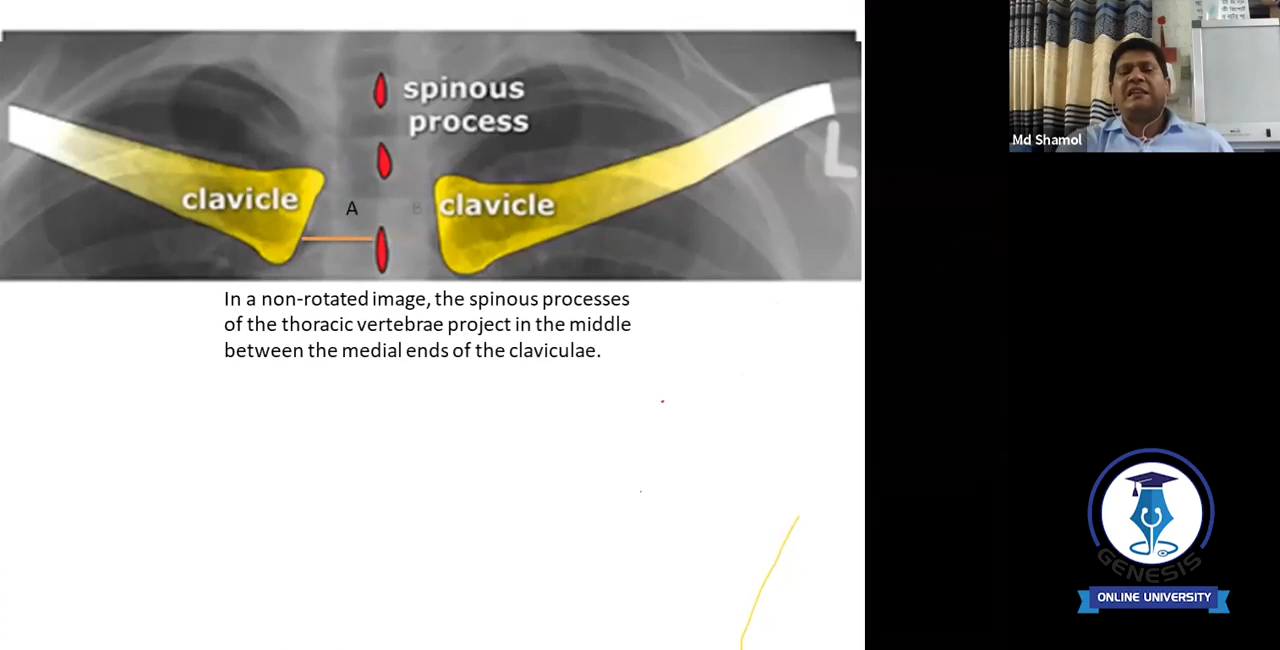 spinous
process
clavicle
A
B
clavicle
L
In a non-rotated image, the spinous processes
of the thoracic vertebrae project in the middle
between the medial ends of the claviculae.
Md Shamol
GENESIS
ONLINE UNIVERSITY